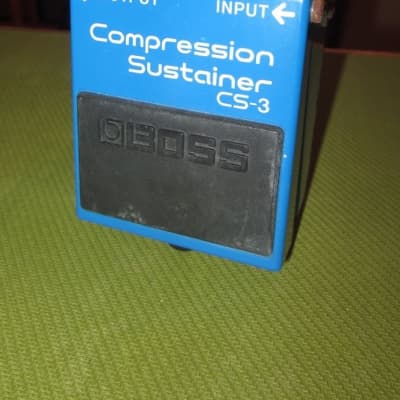 INPUT←
Compression
Sustainer
CS-3
BOSS